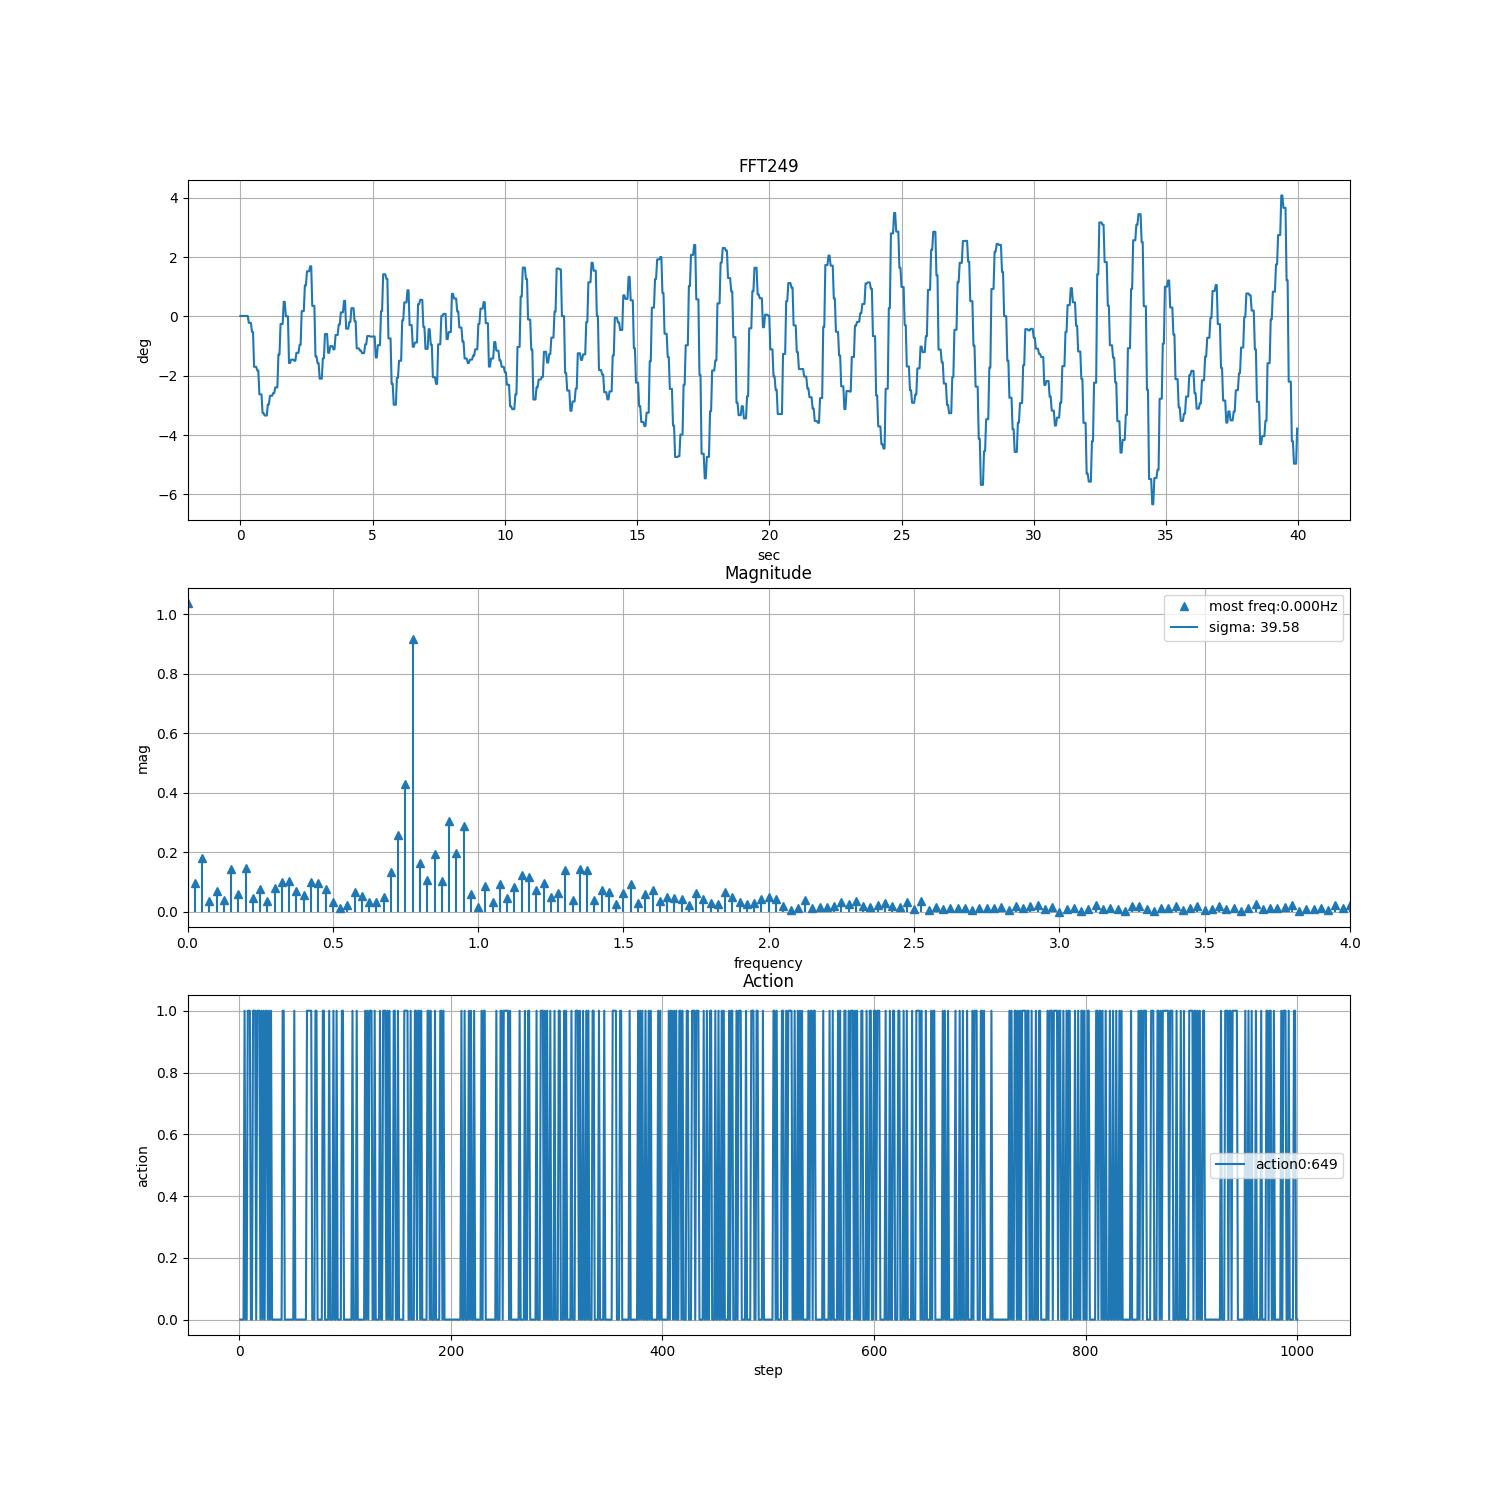 FFT249
4
2
0
−2
−4
−6
deg
0 5 10 15 20 25 30 35 40
sec
Magnitude
1.0
0.8
0.6
0.4
0.2
0.0
mag
most freq:0.000Hz
sigma: 39.58
0.0 0.5 1.0 1.5 2.0 2.5 3.0 3.5 4.0
frequency
Action
1.0
0.8
0.6
0.4
0.2
0.0
action
action0:649
0 200 400 600 800 1000
step